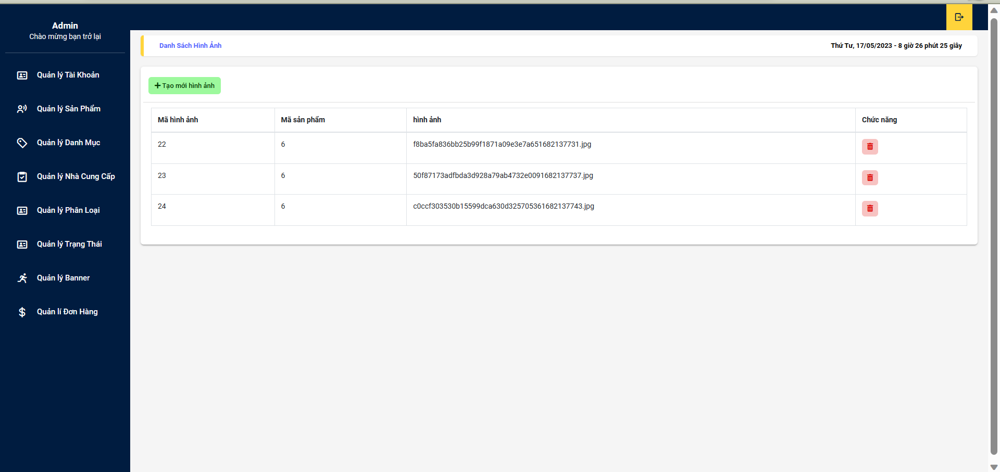 Admin
Chào mừng bạn trở lại
Quản lý Tài Khoản
Quản lý Sản Phẩm
Quản lý Danh Mục
Quản lý Nhà Cung Cấp
Quản lý Phân Loại
Quản lý Trạng Thái
Quản lý Banner
Quản lí Đơn Hàng
Danh Sách Hình Ảnh
Thứ Tư, 17/05/2023 - 8 giờ 26 phút 25 giây
Tạo mới hình ảnh
Mã hình ảnh Mã sản phẩm hình ảnh Chức năng
22 6 f8ba5fa836bb25b99f1871a09e3e7a651682137731.jpg
23 6 50f87173adfbda3d928a79ab4732e0091682137737.jpg
24 6 c0ccf303530b15599dca630d325705361682137743.jpg